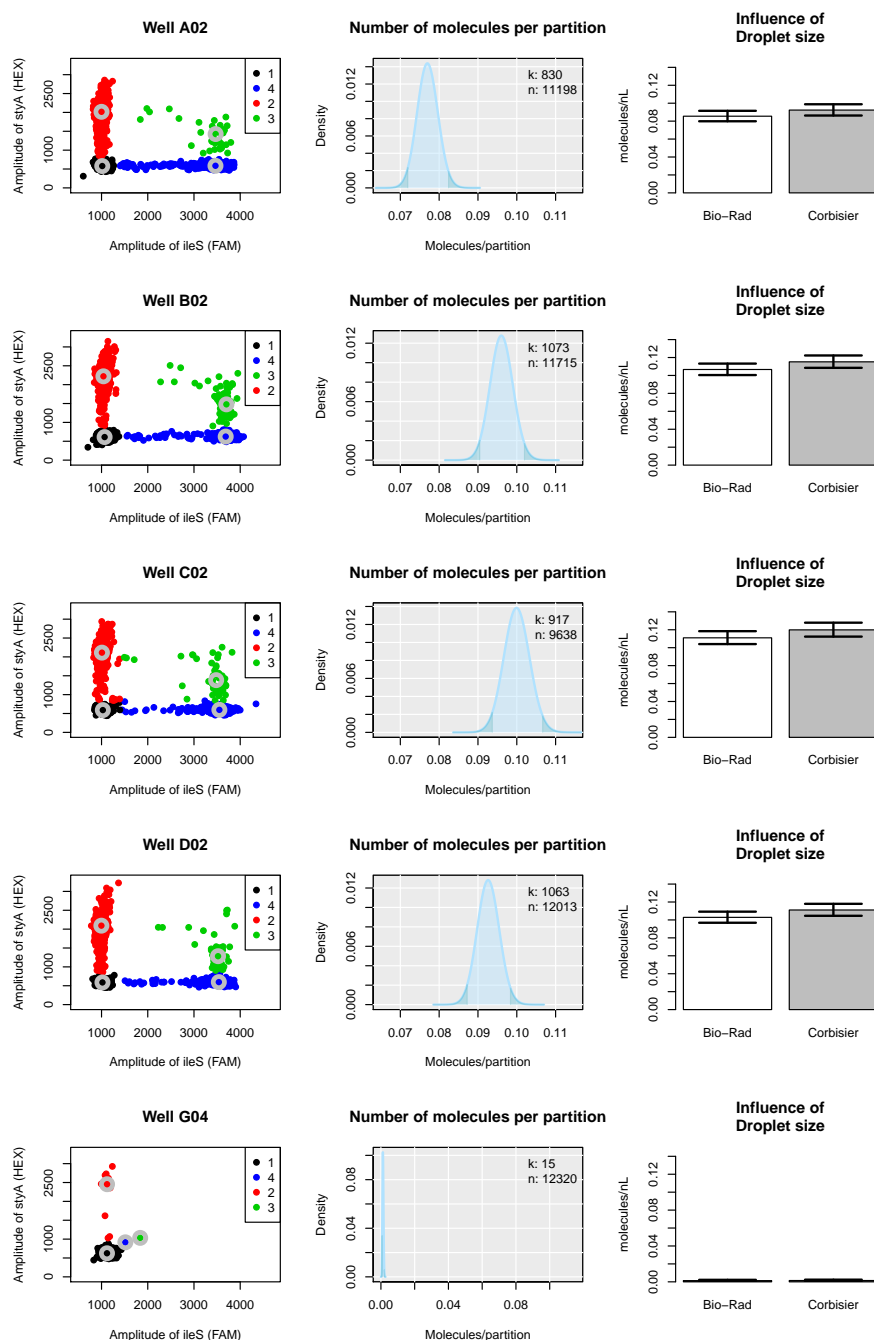 Well A02
Number of molecules per partition
Influence of
Droplet size
Amplitude of styA (HEX)
0 1000 2500
1000 2000 3000 4000
Amplitude of ileS (FAM)
1
4
2
3
Density
0.000 0.006 0.012
k: 830
n: 11198
0.07 0.08 0.09 0.10 0.11
Molecules/partition
molecules/nL
0.00 0.04 0.08 0.12
Bio−Rad Corbisier
Well B02
Number of molecules per partition
Influence of
Droplet size
Amplitude of styA (HEX)
0 1000 2500
1000 2000 3000 4000
Amplitude of ileS (FAM)
1
4
3
2
Density
0.000 0.006 0.012
k: 1073
n: 11715
0.07 0.08 0.09 0.10 0.11
Molecules/partition
molecules/nL
0.00 0.04 0.08 0.12
Bio−Rad Corbisier
Well C02
Number of molecules per partition
Influence of
Droplet size
Amplitude of styA (HEX)
0 1000 2500
1000 2000 3000 4000
Amplitude of ileS (FAM)
1
4
2
3
Density
0.000 0.006 0.012
k: 917
n: 9638
0.07 0.08 0.09 0.10 0.11
Molecules/partition
molecules/nL
0.00 0.04 0.08 0.12
Bio−Rad Corbisier
Well D02
Number of molecules per partition
Influence of
Droplet size
Amplitude of styA (HEX)
0 1000 2500
1000 2000 3000 4000
Amplitude of ileS (FAM)
1
4
2
3
Density
0.000 0.006 0.012
k: 1063
n: 12013
0.07 0.08 0.09 0.10 0.11
Molecules/partition
molecules/nL
0.00 0.04 0.08 0.12
Bio−Rad Corbisier
Well G04
Number of molecules per partition
Influence of
Droplet size
Amplitude of styA (HEX)
0 1000 2500
1000 2000 3000 4000
Amplitude of ileS (FAM)
1
4
2
3
Density
0.00 0.04 0.08
k: 15
n: 12320
0.00 0.04 0.08
Molecules/partition
molecules/nL
0.00 0.04 0.08 0.12
Bio−Rad Corbisier